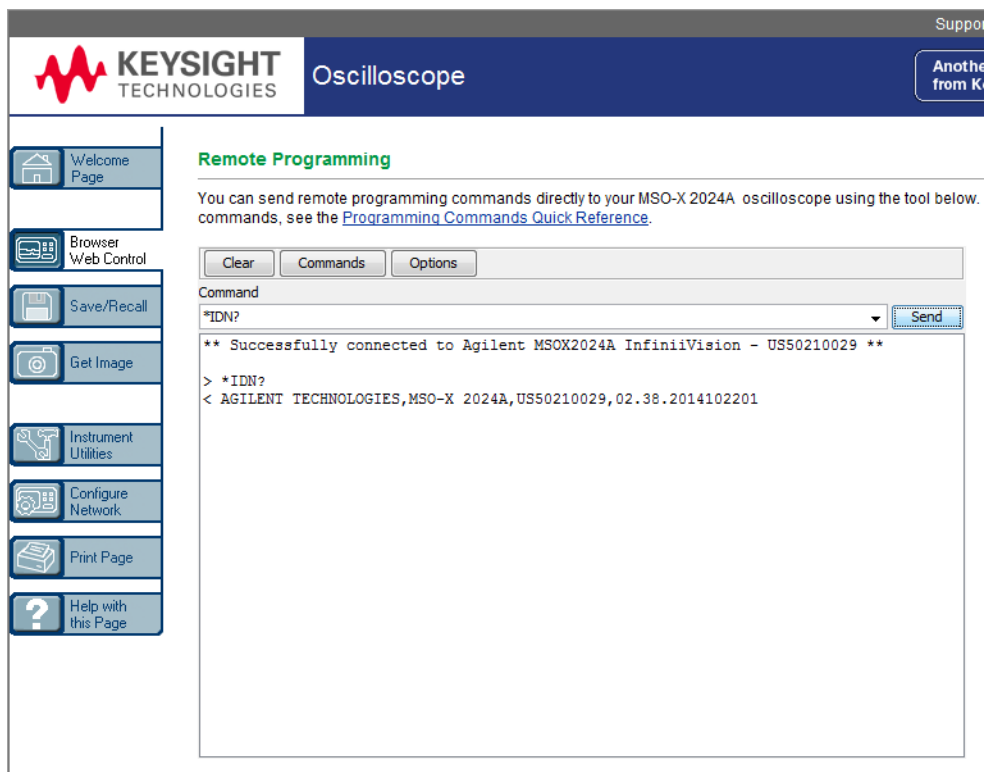 Suppor
KEYSIGHT
TECHNOLOGIES
Oscilloscope
Anothe
from K
Welcome
Page
Browser
Web Control
Save/Recall
Get Image
Instrument
Utilities
Configure
Network
Print Page
Help with
this Page
Remote Programming
You can send remote programming commands directly to your MSO-X 2024A oscilloscope using the tool below.
commands, see the Programming Commands Quick Reference.
Clear Commands Options
Command
*IDN? Send
** Successfully connected to Agilent MSOX2024A InfiniiVision - US50210029 **
> *IDN?
< AGILENT TECHNOLOGIES,MSO-X 2024A,US50210029,02.38.2014102201